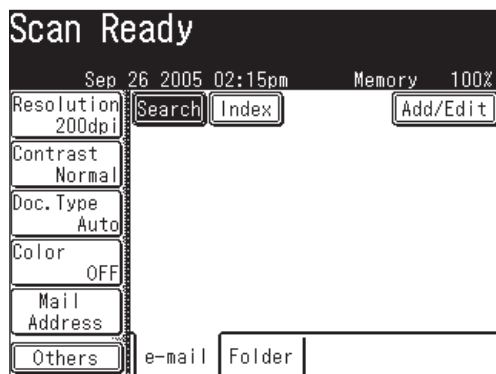 Scan Ready
Sep 26 2005 02:15pm Memory 100%
Resolution
200dpi
Search Index Add/Edit
Contrast
Normal
Doc.Type
Auto
Color
OFF
Mail
Address
Others
e-mail Folder